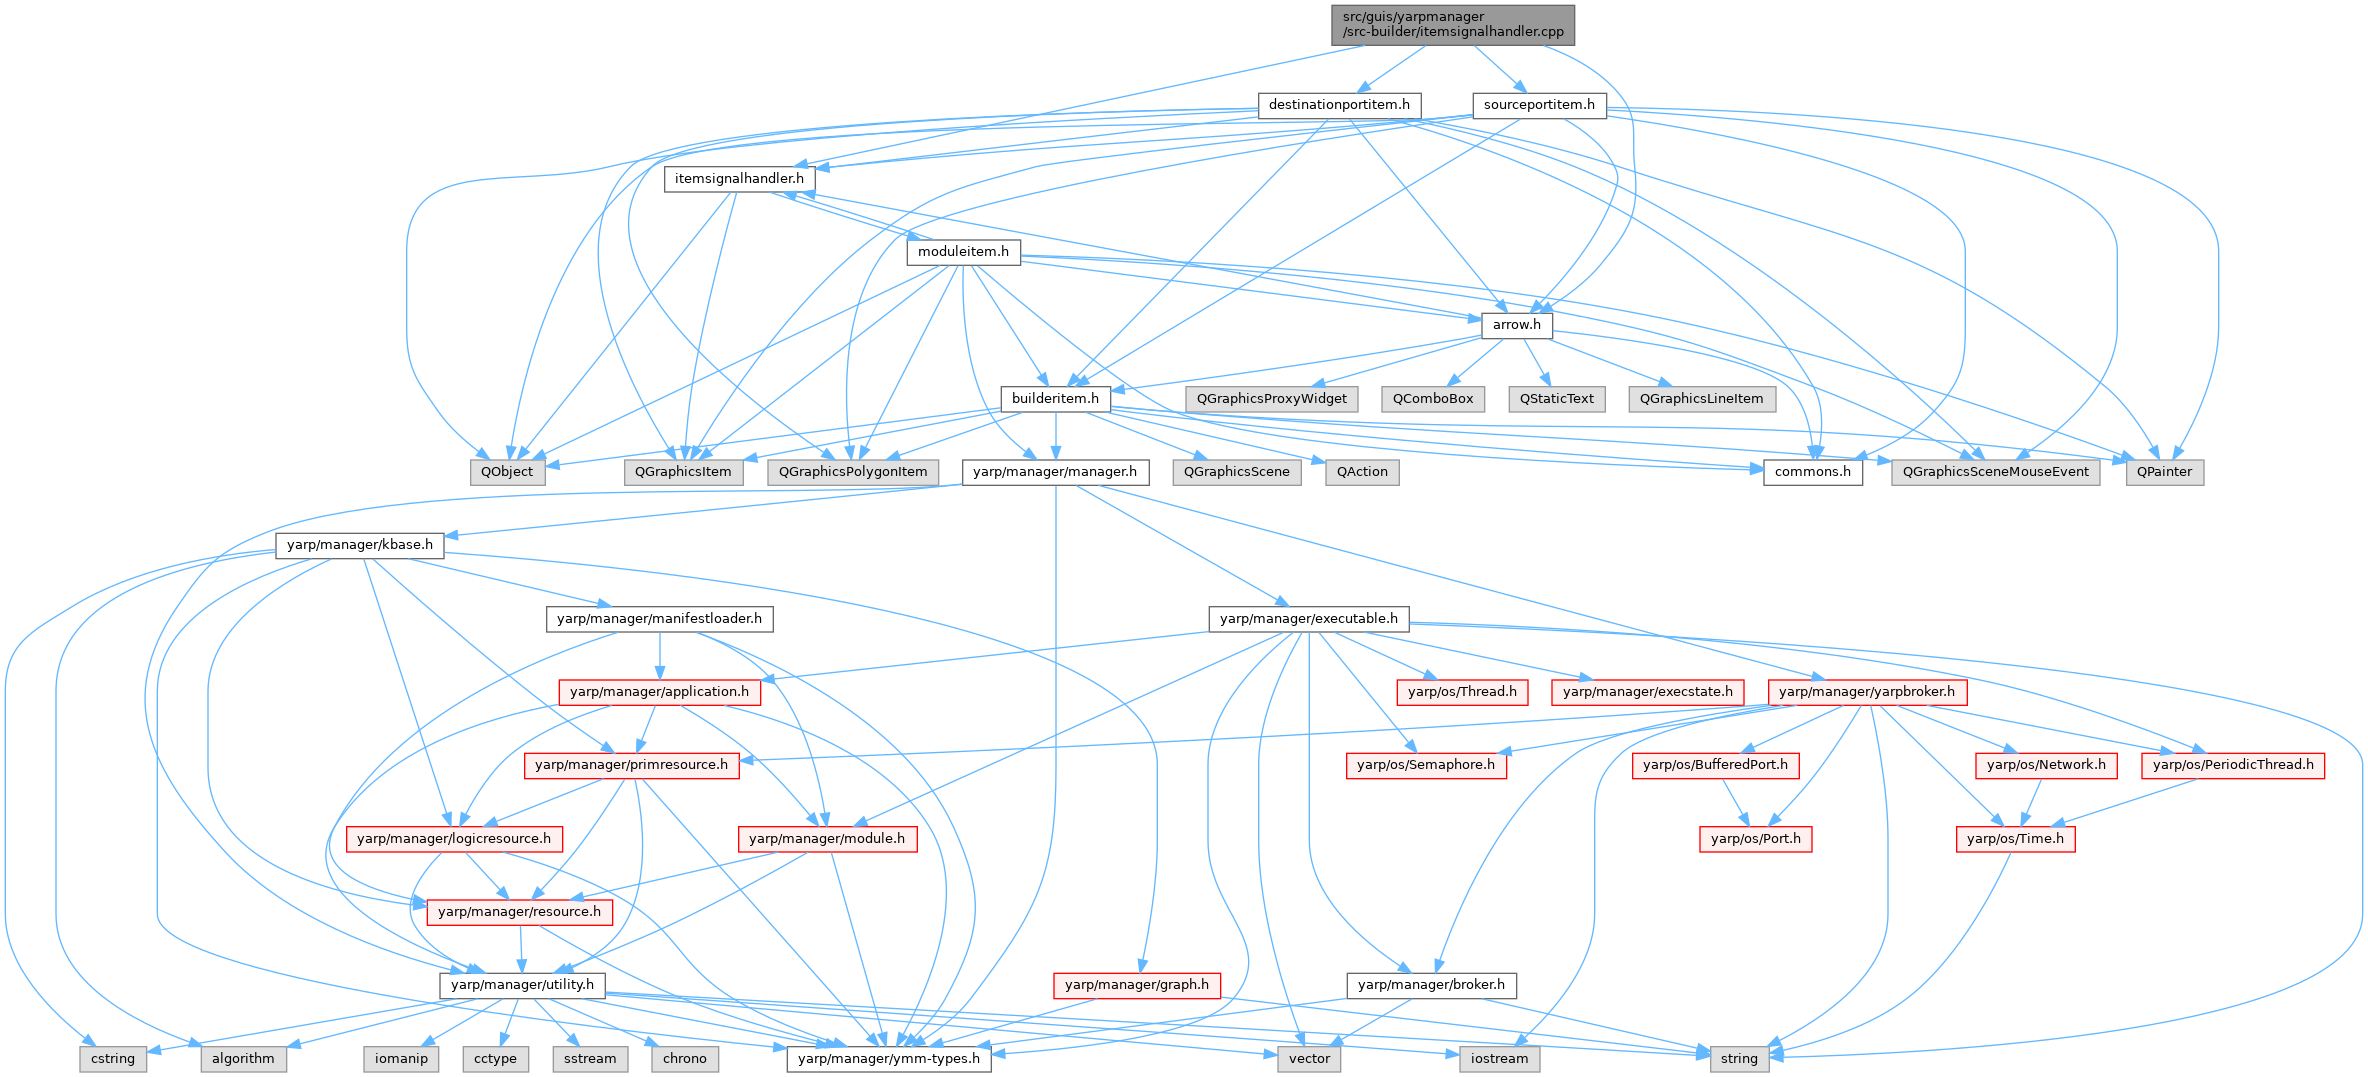 src/guis/yarpmanager
/src-builder/itemsignalhandler.cpp
destinationportitem.h
sourceportitem.h
itemsignalhandler.h
moduleitem.h
arrow.h
builderitem.h
QGraphicsProxyWidget
QComboBox
QStaticText
QGraphicsLineItem
QObject
QGraphicsItem
QGraphicsPolygonItem
yarp/manager/manager.h
QGraphicsScene
QAction
commons.h
QGraphicsSceneMouseEvent
QPainter
yarp/manager/kbase.h
yarp/manager/manifestloader.h
yarp/manager/executable.h
yarp/manager/application.h
yarp/os/Thread.h
yarp/manager/execstate.h
yarp/manager/yarpbroker.h
yarp/manager/primresource.h
yarp/os/Semaphore.h
yarp/os/BufferedPort.h
yarp/os/Network.h
yarp/os/PeriodicThread.h
yarp/manager/logicresource.h
yarp/manager/module.h
yarp/os/Port.h
yarp/os/Time.h
yarp/manager/resource.h
yarp/manager/utility.h
yarp/manager/graph.h
yarp/manager/broker.h
cstring
algorithm
iomanip
cctype
sstream
chrono
yarp/manager/ymm-types.h
vector
iostream
string